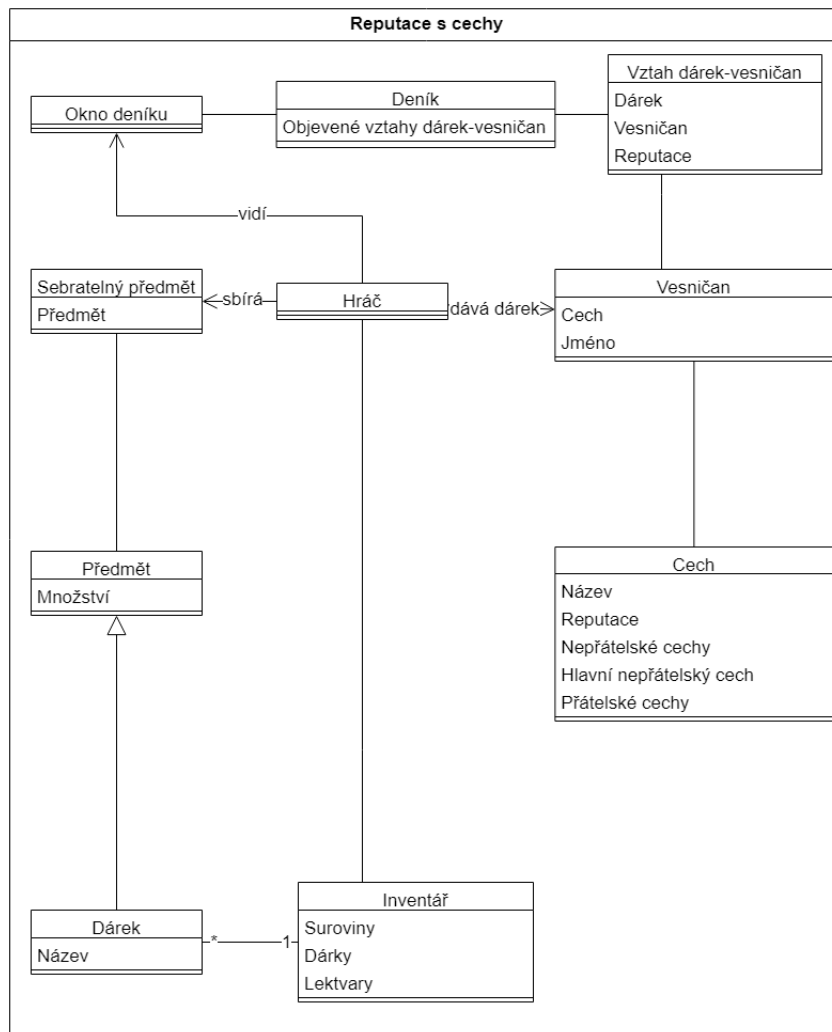 Reputace s cechy
Vztah dárek-vesničan
Dárek
Vesničan
Reputace
Deník
Objevené vztahy dárek-vesničan
Okno deníku
vidí
Sebratelný předmět
Předmět
sbírá
Hráč
dává dárek
Vesničan
Cech
Jméno
Předmět
Množství
Cech
Název
Reputace
Nepřátelské cechy
Hlavní nepřátelský cech
Přátelské cechy
Dárek
Název
*
1
Inventář
Suroviny
Dárky
Lektvary